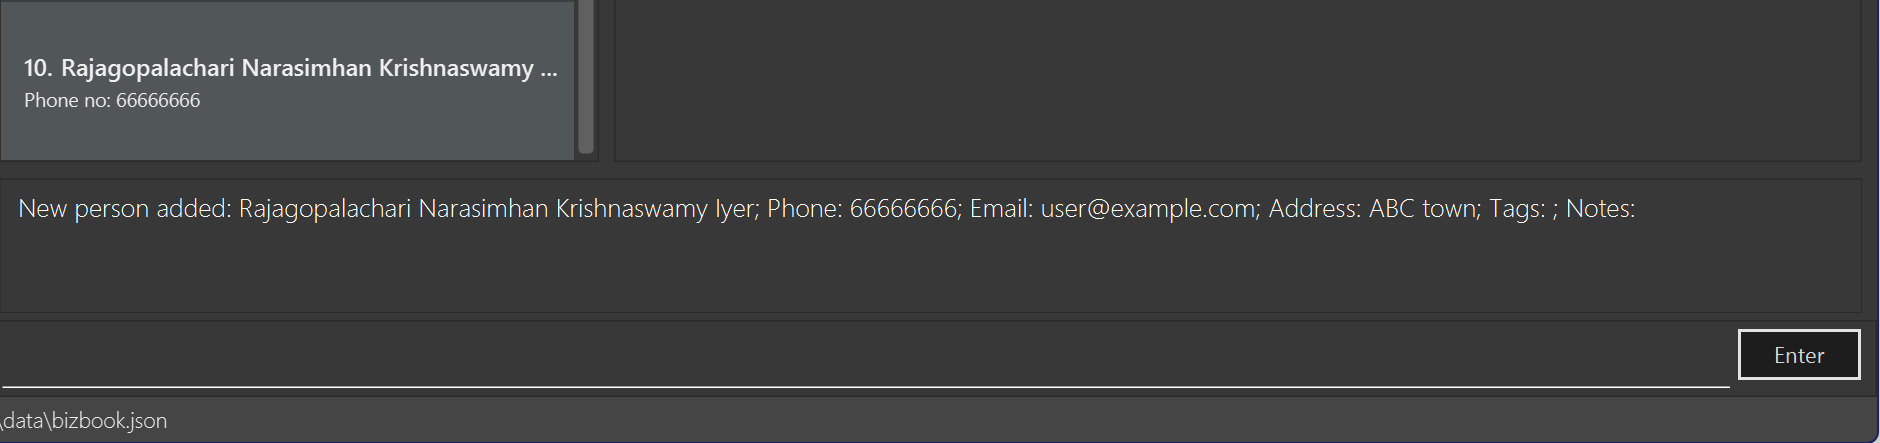 10. Rajagopalachari Narasimhan Krishnaswamy ...
Phone no: 66666666
New person added: Rajagopalachari Narasimhan Krishnaswamy Iyer; Phone: 66666666; Email: user@example.com; Address: ABC town; Tags: ; Notes:
Enter
\data\bizbook.json